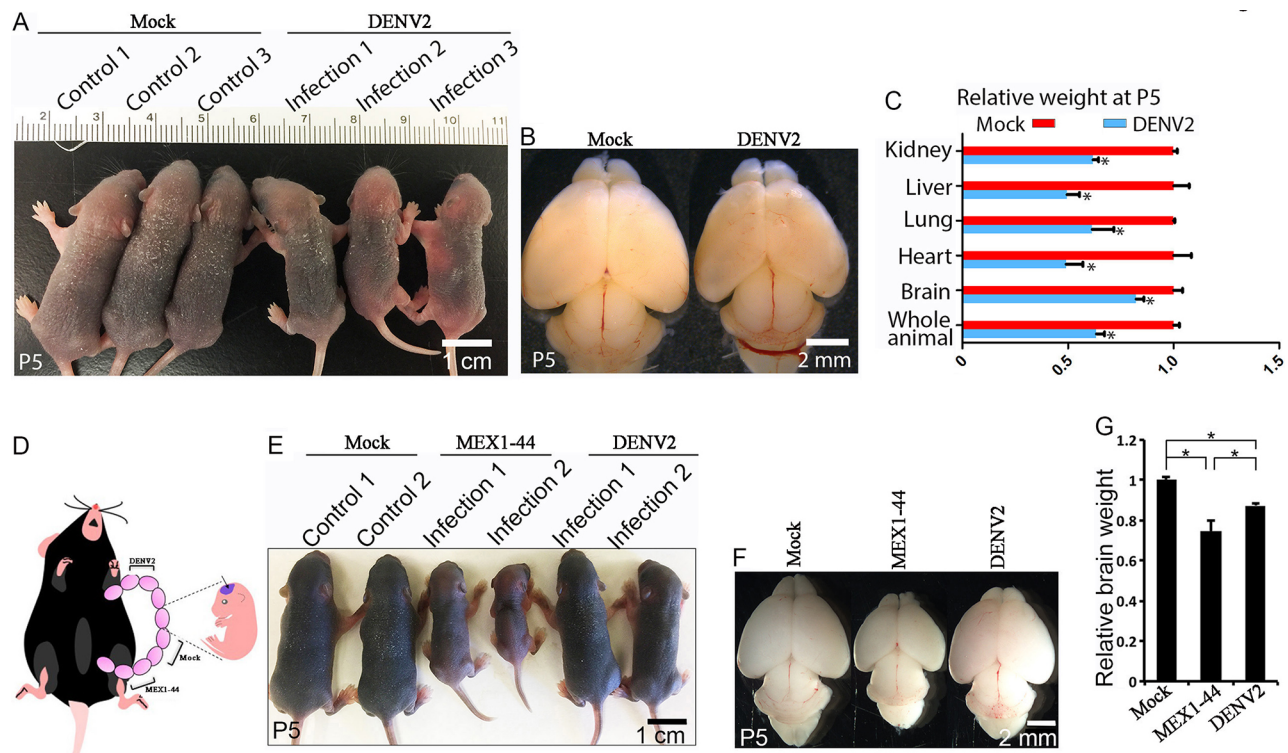 A
Mock
DENV2
Control 1
Control 2
Control 3
Infection 1
Infection 2
Infection 3
2 3 4 5 6 7 8 9 10 11
P5
1 cm
B
Mock
DENV2
P5
2 mm
C
Relative weight at P5
Mock
DENV2
Kidney
*
Liver
*
Lung
*
Heart
*
Brain
*
Whole
animal
*
0 0.5 1.0 1.5
D
DENV2
Mock
MEX1-44
E
Mock
MEX1-44
DENV2
Control 1
Control 2
Infection 1
Infection 2
Infection 1
Infection 2
P5
1 cm
F
Mock
MEX1-44
DENV2
P5
2 mm
G
Relative brain weight
1.2
1
0.8
0.6
0.4
0.2
0
*
* *
Mock
MEX1-44
DENV2